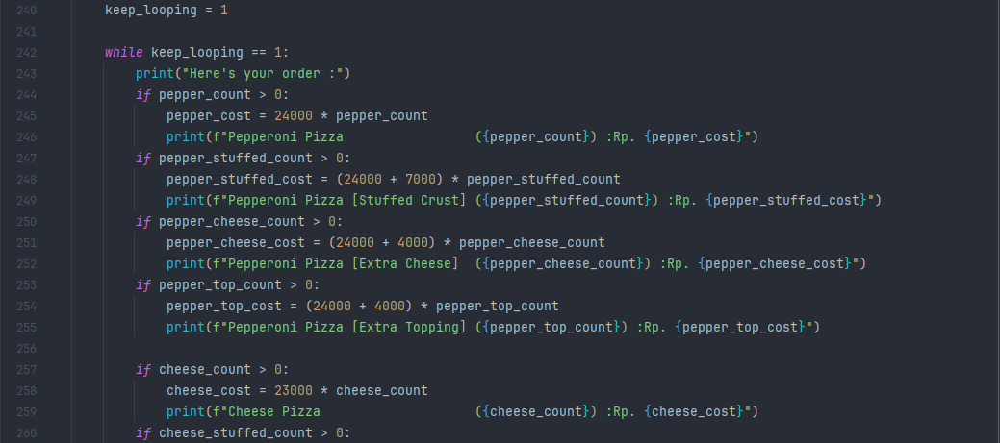 240 keep_looping = 1
241
242 while keep_looping == 1:
243 print("Here's your order :")
244 if pepper_count > 0:
245 pepper_cost = 24000 * pepper_count
246 print(f"Pepperoni Pizza                 ({pepper_count}) :Rp. {pepper_cost}")
247 if pepper_stuffed_count > 0:
248 pepper_stuffed_cost = (24000 + 7000) * pepper_stuffed_count
249 print(f"Pepperoni Pizza [Stuffed Crust] ({pepper_stuffed_count}) :Rp. {pepper_stuffed_cost}")
250 if pepper_cheese_count > 0:
251 pepper_cheese_cost = (24000 + 4000) * pepper_cheese_count
252 print(f"Pepperoni Pizza [Extra Cheese]  ({pepper_cheese_count}) :Rp. {pepper_cheese_cost}")
253 if pepper_top_count > 0:
254 pepper_top_cost = (24000 + 4000) * pepper_top_count
255 print(f"Pepperoni Pizza [Extra Topping] ({pepper_top_count}) :Rp. {pepper_top_cost}")
256
257 if cheese_count > 0:
258 cheese_cost = 23000 * cheese_count
259 print(f"Cheese Pizza                    ({cheese_count}) :Rp. {cheese_cost}")
260 if cheese_stuffed_count > 0: